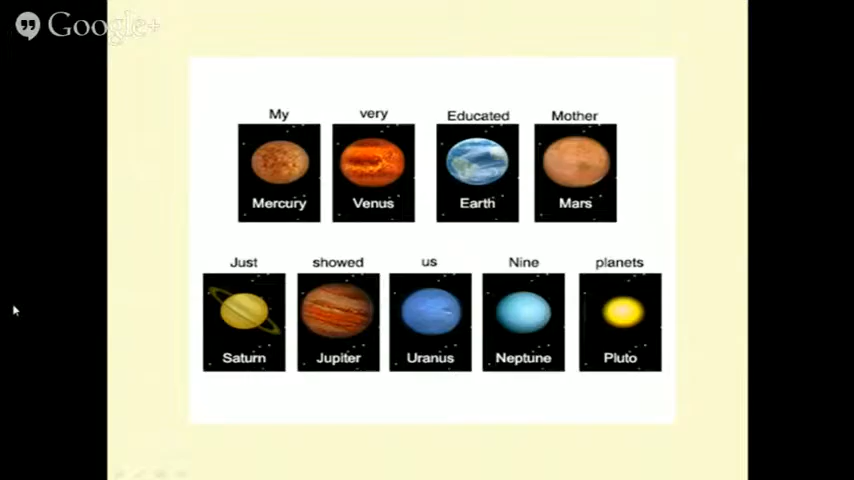 Google+
My very Educated Mother
Mercury Venus Earth Mars
Just showed us Nine planets
Saturn Jupiter Uranus Neptune Pluto